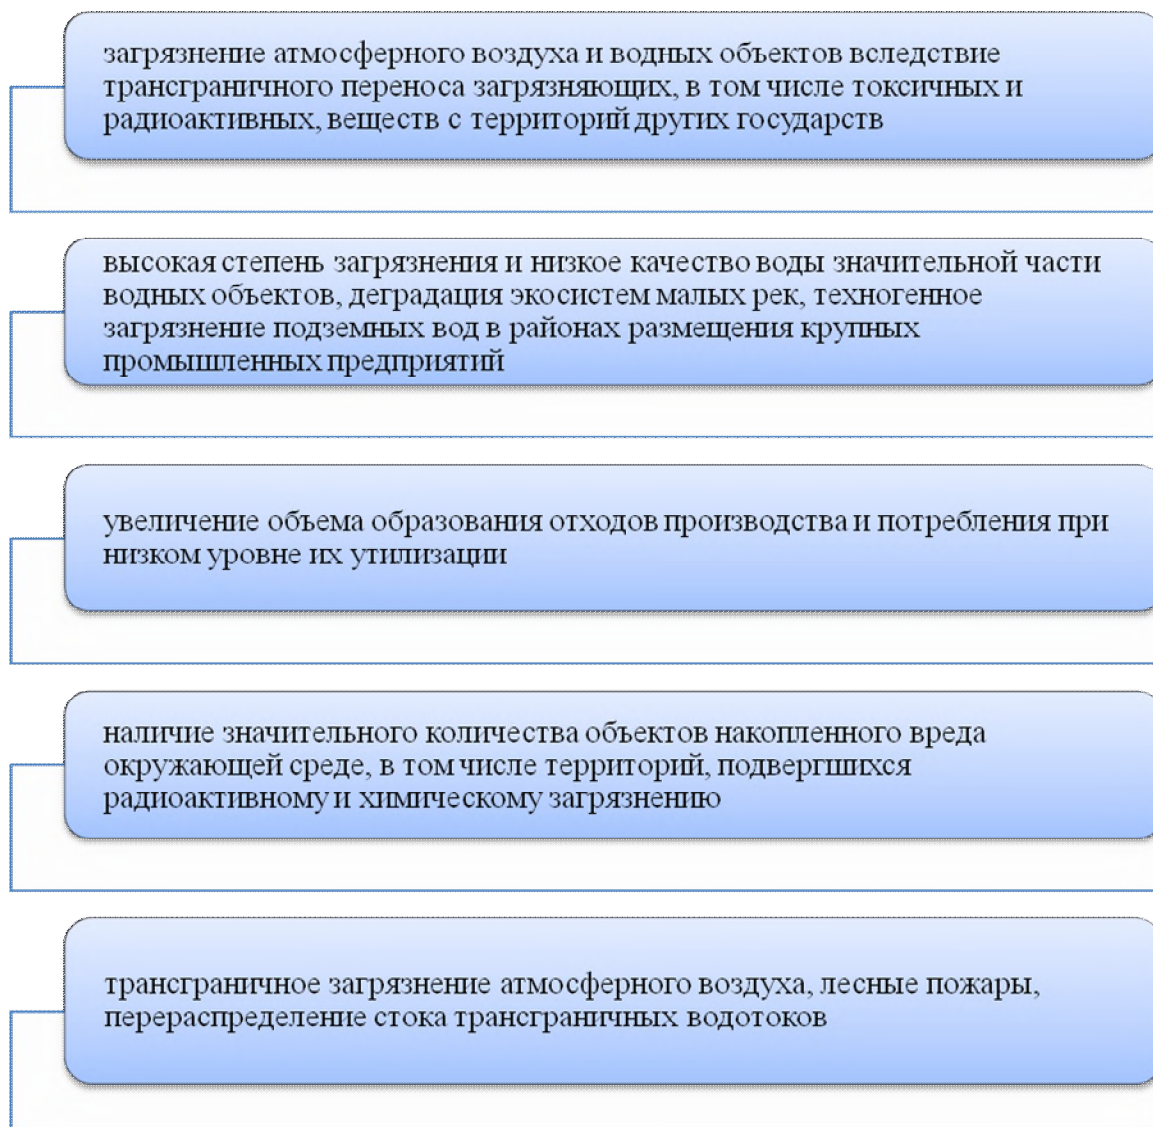 загрязнение атмосферного воздуха и водных объектов вследствие
трансграничного переноса загрязняющих, в том числе токсичных и
радиоактивных, веществ с территорий других государств
высокая степень загрязнения и низкое качество воды значительной части
водных объектов, деградация экосистем малых рек, техногенное
загрязнение подземных вод в районах размещения крупных
промышленных предприятий
увеличение объема образования отходов производства и потребления при
низком уровне их утилизации
наличие значительного количества объектов накопленного вреда
окружающей среде, в том числе территорий, подвергшихся
радиоактивному и химическому загрязнению
трансграничное загрязнение атмосферного воздуха, лесные пожары,
перераспределение стока трансграничных водотоков